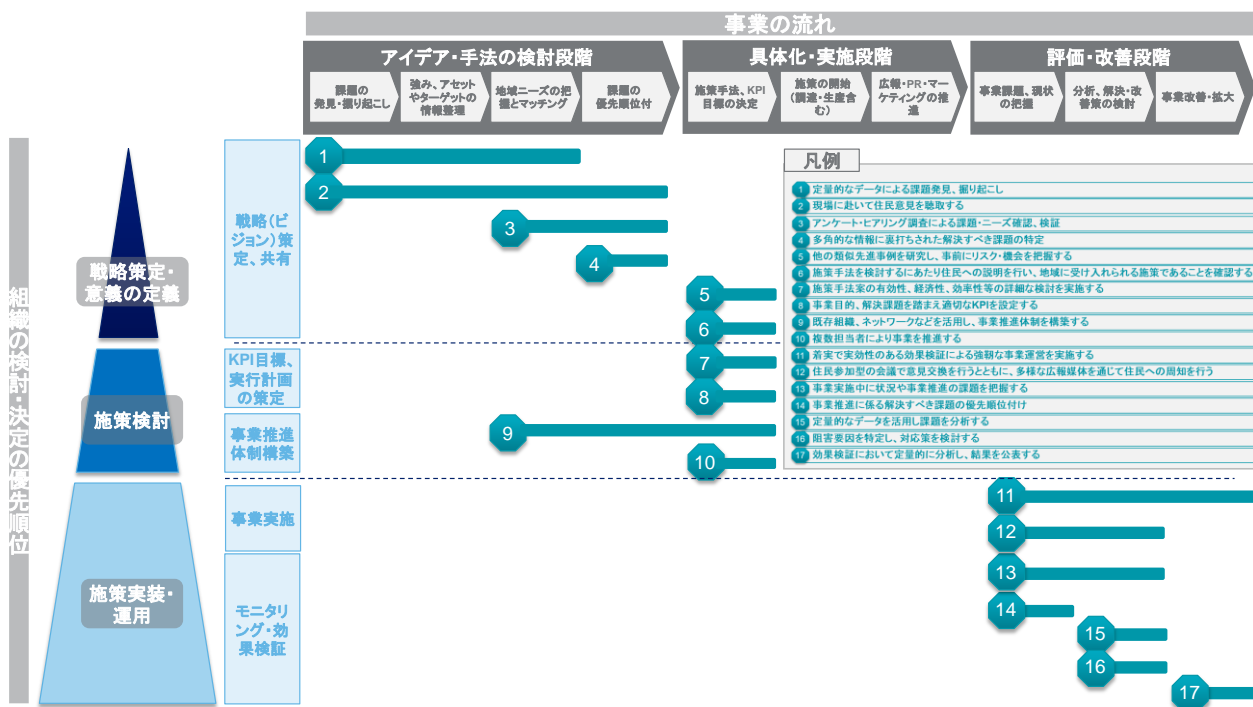 事業の流れ
アイデア・手法の検討段階
具体化・実施段階
評価・改善段階
課題の
発見・掘り起こし
強み、アセット
やターゲットの
情報整理
地域ニーズの把
握とマッチング
課題の
優先順位付
施策手法、KPI
目標の決定
施策の開始
(調達・生産含
む)
広報・PR・マー
ケティングの推
進
事業課題、現状
の把握
分析、解決・改
善策の検討
事業改善・拡大
組織の検討・決定の優先順位
戦略策定・
意義の定義
施策検討
施策実装・
運用
戦略(ビ
ジョン)策
定、共有
KPI目標、
実行計画
の策定
事業推進
体制構築
事業実施
モニタリ
ング・効
果検証
1
2
3
4
5
6
7
8
9
10
11
12
13
14
15
16
17
凡例
1 定量的なデータによる課題発見、掘り起こし
2 現場に赴いて住民意見を聴取する
3 アンケート・ヒアリング調査による課題・ニーズ確認、検証
4 多角的な情報に裏打ちされた解決すべき課題の特定
5 他の類似先進事例を研究し、事前にリスク・機会を把握する
6 施策手法を検討するにあたり住民への説明を行い、地域に受け入れられる施策であることを確認する
7 施策手法案の有効性、経済性、効率性等の詳細な検討を実施する
8 事業目的、解決課題を踏まえ適切なKPIを設定する
9 既存組織、ネットワークなどを活用し、事業推進体制を構築する
10 複数担当者により事業を推進する
11 着実で実効性のある効果検証による強靭な事業運営を実施する
12 住民参加型の会議で意見交換を行うとともに、多様な広報媒体を通じて住民への周知を行う
13 事業実施中に状況や事業推進の課題を把握する
14 事業推進に係る解決すべき課題の優先順位付け
15 定量的なデータを活用し課題を分析する
16 阻害要因を特定し、対応策を検討する
17 効果検証において定量的に分析し、結果を公表する